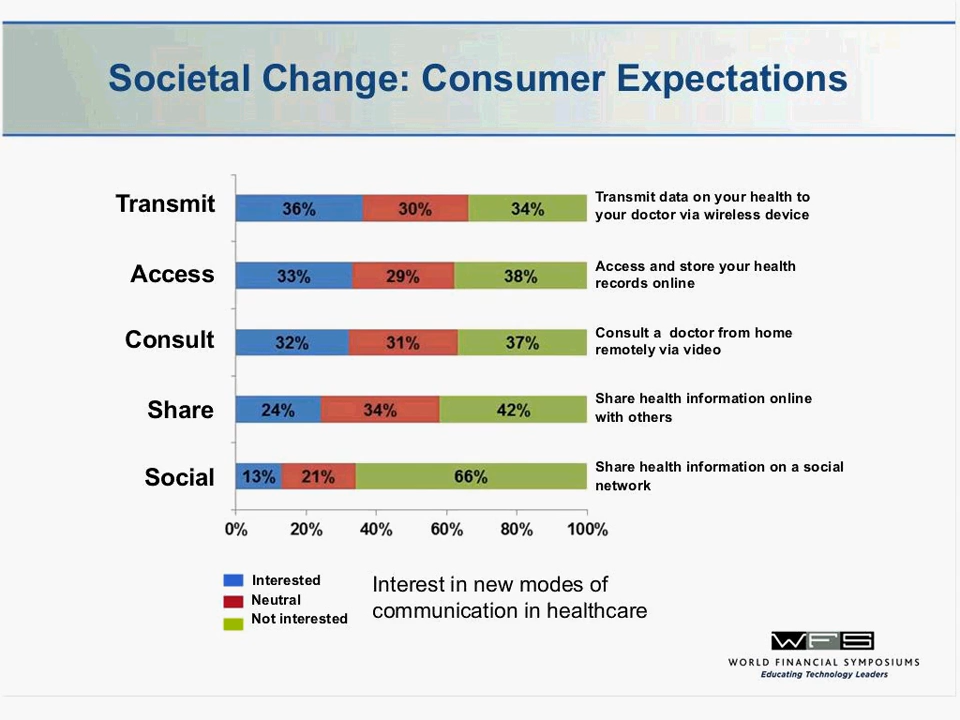 Societal Change: Consumer Expectations
Transmit
36% 30% 34%
Transmit data on your health to
your doctor via wireless device
Access
33% 29% 38%
Access and store your health
records online
Consult
32% 31% 37%
Consult a doctor from home
remotely via video
Share
24% 34% 42%
Share health information online
with others
Social
13% 21% 66%
Share health information on a social
network
0% 20% 40% 60% 80% 100%
Interested
Neutral
Not interested
Interest in new modes of
communication in healthcare
WFS
WORLD FINANCIAL SYMPOSIUMS
Educating Technology Leaders